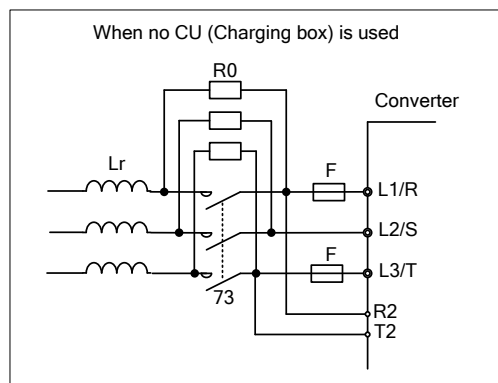 When no CU (Charging box) is used
R0
Converter
Lr
F
L1/R
L2/S
F
L3/T
73
R2
T2